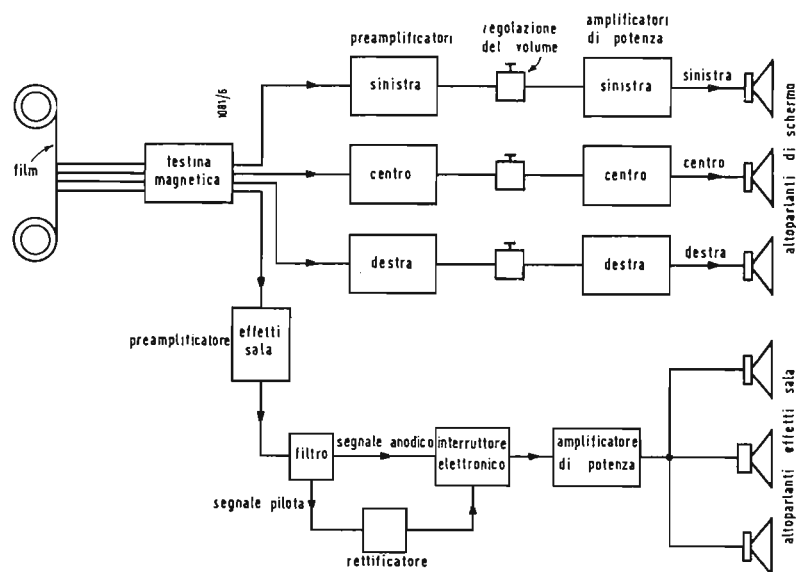 regolazione
del volume
preamplificatori
amplificatori
di potenza
1081/6
sinistra
sinistra
sinistra
film
testina
magnetica
centro
centro
centro
destra
destra
destra
altoparlanti di schermo
preamplificatore
effetti
sala
filtro
segnale anodico
interruttore
elettronico
amplificatore
di potenza
segnale pilota
rettificatore
altoparlanti effetti sala